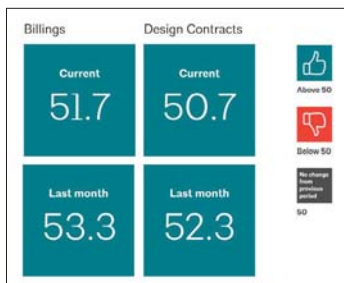 Billings
Design Contracts
Current
51.7
Current
50.7
Last month
53.3
Last month
52.3
Above 50
Below 50
No change
from
previous
period
50